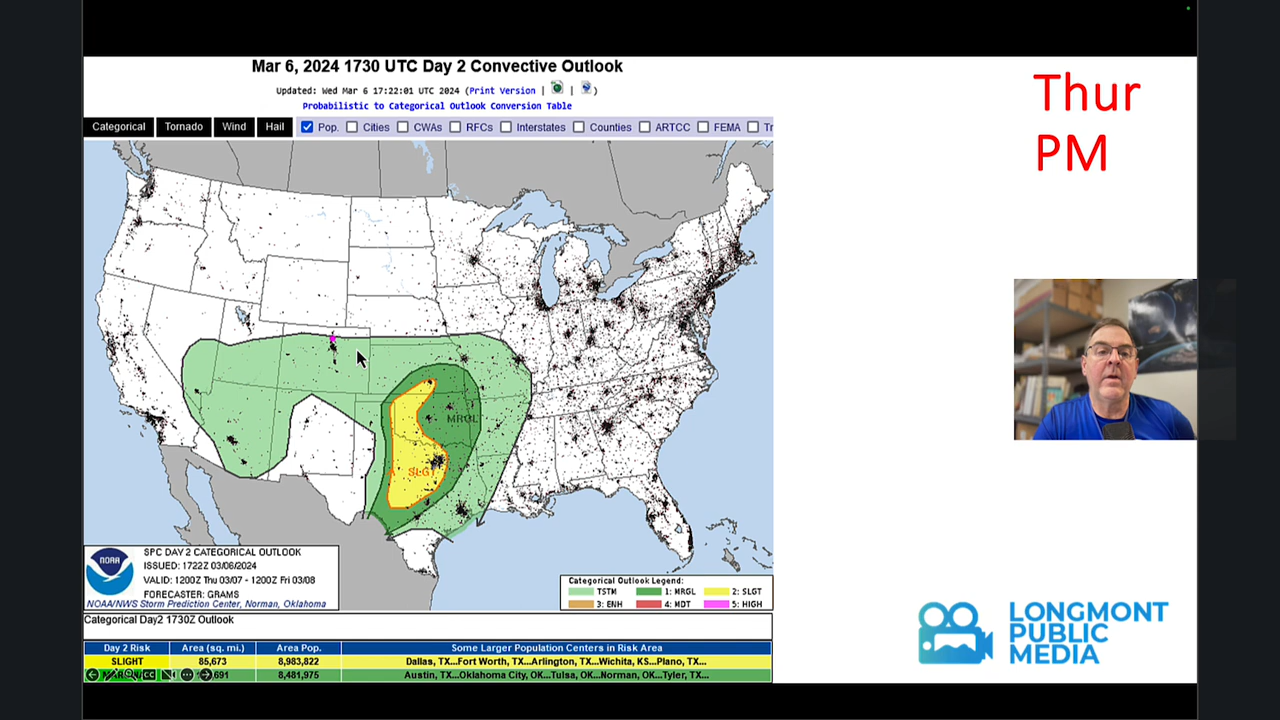 Mar 6, 2024 1730 UTC Day 2 Convective Outlook
Updated: Wed Mar 6 17:22:01 UTC 2024 (Print Version | | )
Probabilistic to Categorical Outlook Conversion Table
Categorical Tornado Wind Hail Pop. Cities CWAs RFCs Interstates Counties ARTCC FEMA Tr
Thur
PM
MRGL
SLGT
NOAA
SPC DAY 2 CATEGORICAL OUTLOOK
ISSUED: 1722Z 03/06/2024
VALID: 1200Z Thu 03/07 - 1200Z Fri 03/08
FORECASTER: GRAMS
NOAA/NWS Storm Prediction Center, Norman, Oklahoma
Categorical Outlook Legend:
TSTM 1: MRGL 2: SLGT
3: ENH 4: MDT 5: HIGH
Categorical Day2 1730Z Outlook
Day 2 Risk Area (sq. mi.) Area Pop. Some Larger Population Centers in Risk Area
SLIGHT 85,673 8,983,822 Dallas, TX...Fort Worth, TX...Arlington, TX...Wichita, KS...Plano, TX...
,691 8,481,975 Austin, TX...Oklahoma City, OK...Tulsa, OK...Norman, OK...Tyler, TX...
LONGMONT
PUBLIC
MEDIA